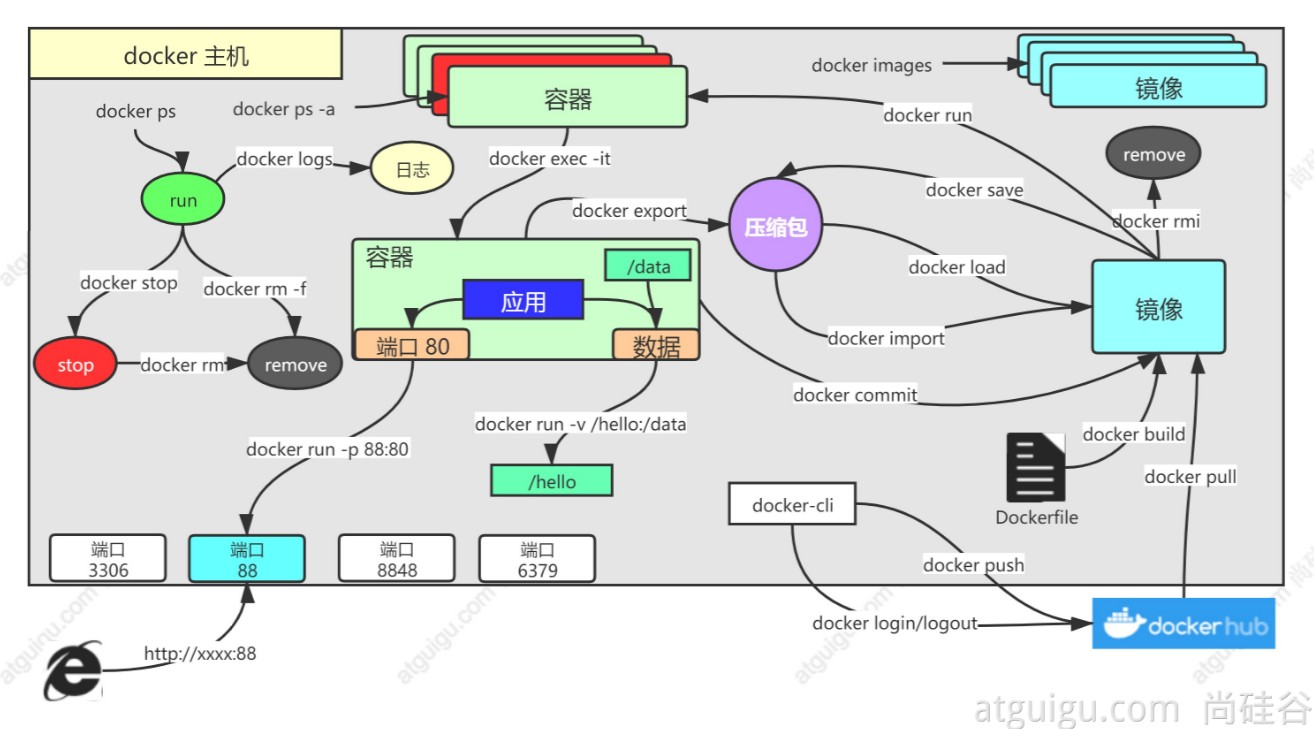 docker 主机
docker ps
docker ps -a
容器
docker images
镜像
docker run
docker logs
日志
docker exec -it
remove
run
docker save
docker export
压缩包
docker rmi
容器
/data
docker load
docker stop
docker rm -f
应用
镜像
端口 80
数据
docker import
stop
docker rm
remove
docker commit
docker run -v /hello:/data
docker build
docker run -p 88:80
docker pull
/hello
docker-cli
Dockerfile
端口
3306
端口
88
端口
8848
端口
6379
docker push
docker login/logout
dockerhub
http://xxxx:88
atguigu.com
atguigu.com
atguigu.com 尚硅谷